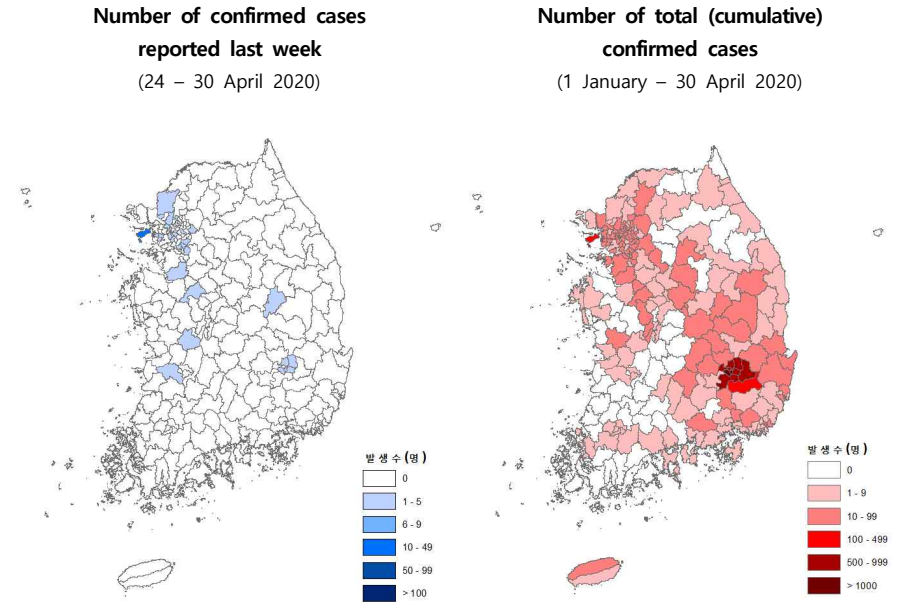 Number of confirmed cases
reported last week
(24 – 30 April 2020)
발생수(명)
0
1 - 5
6 - 9
10 - 49
50 - 99
> 100
Number of total (cumulative)
confirmed cases
(1 January – 30 April 2020)
발생수(명)
0
1 - 9
10 - 99
100 - 499
500 - 999
> 1000